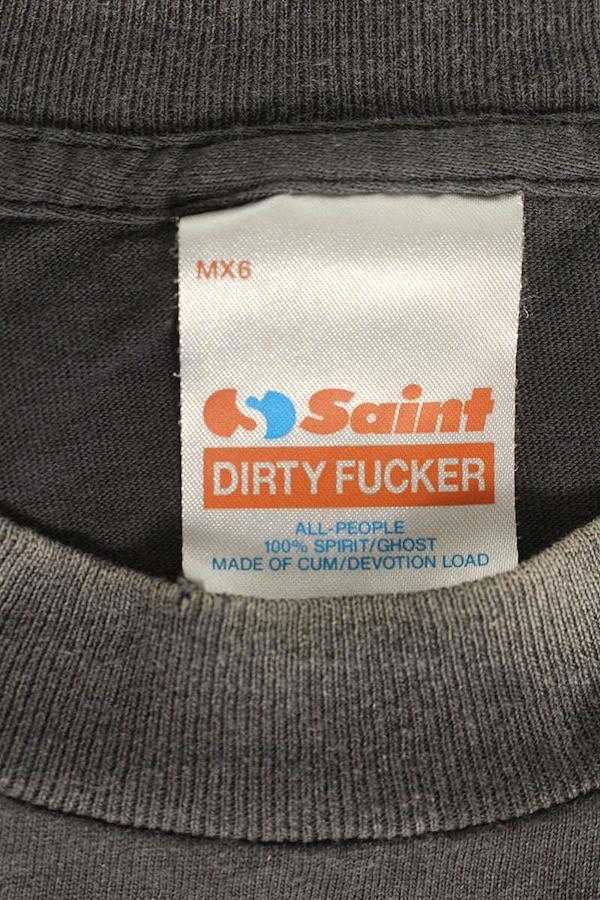 MX6
Saint
DIRTY FUCKER
ALL-PEOPLE
100% SPIRIT/GHOST
MADE OF CUM/DEVOTION LOAD